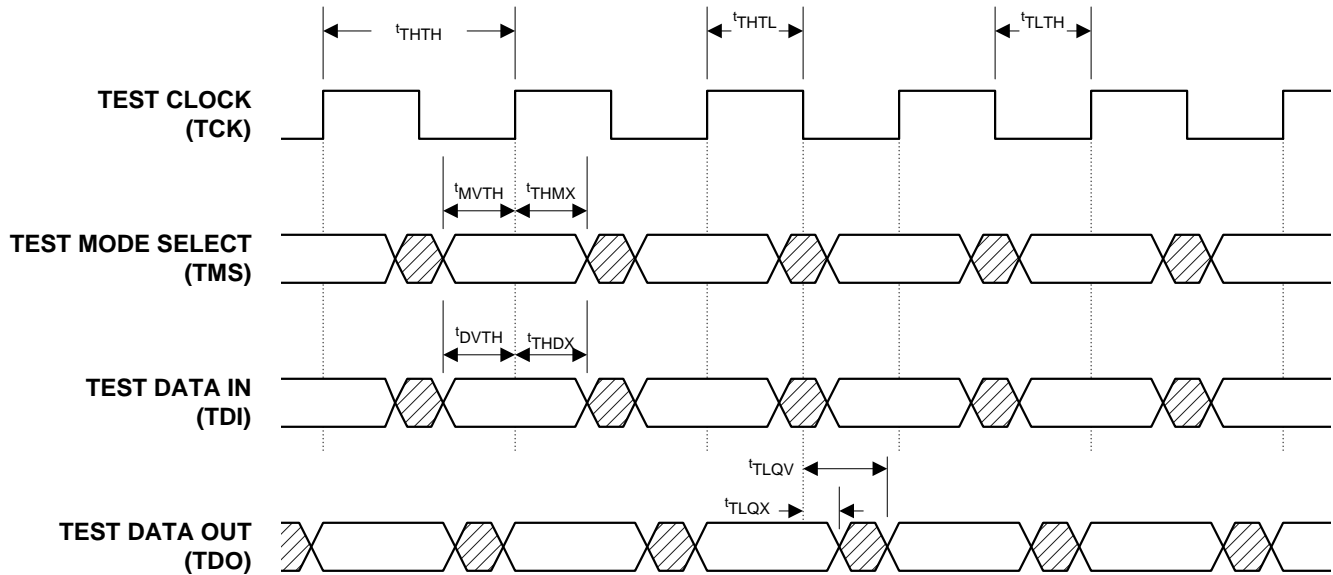 tTHTH
tTHTL
tTLTH
TEST CLOCK
(TCK)
tMVTH
tTHMX
TEST MODE SELECT
(TMS)
tDVTH
tTHDX
TEST DATA IN
(TDI)
tTLQV
tTLQX
TEST DATA OUT
(TDO)